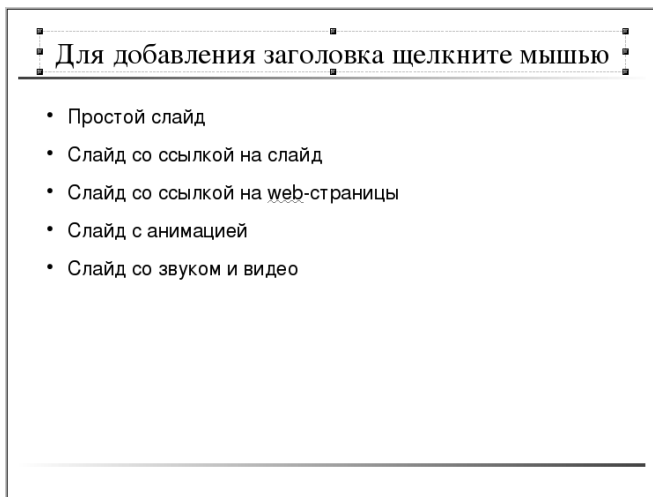 Для добавления заголовка щелкните мышью
• Простой слайд
• Слайд со ссылкой на слайд
• Слайд со ссылкой на web-страницы
• Слайд с анимацией
• Слайд со звуком и видео